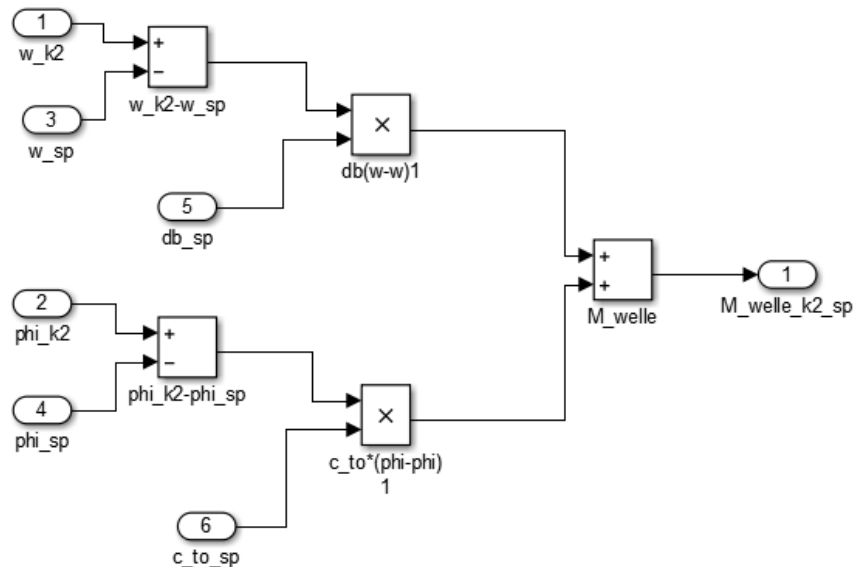 1
w_k2
+
−
w_k2-w_sp
3
w_sp
×
db(w-w)1
5
db_sp
+
+
M_welle
1
M_welle_k2_sp
2
phi_k2
+
−
phi_k2-phi_sp
4
phi_sp
×
c_to*(phi-phi)
1
6
c_to_sp